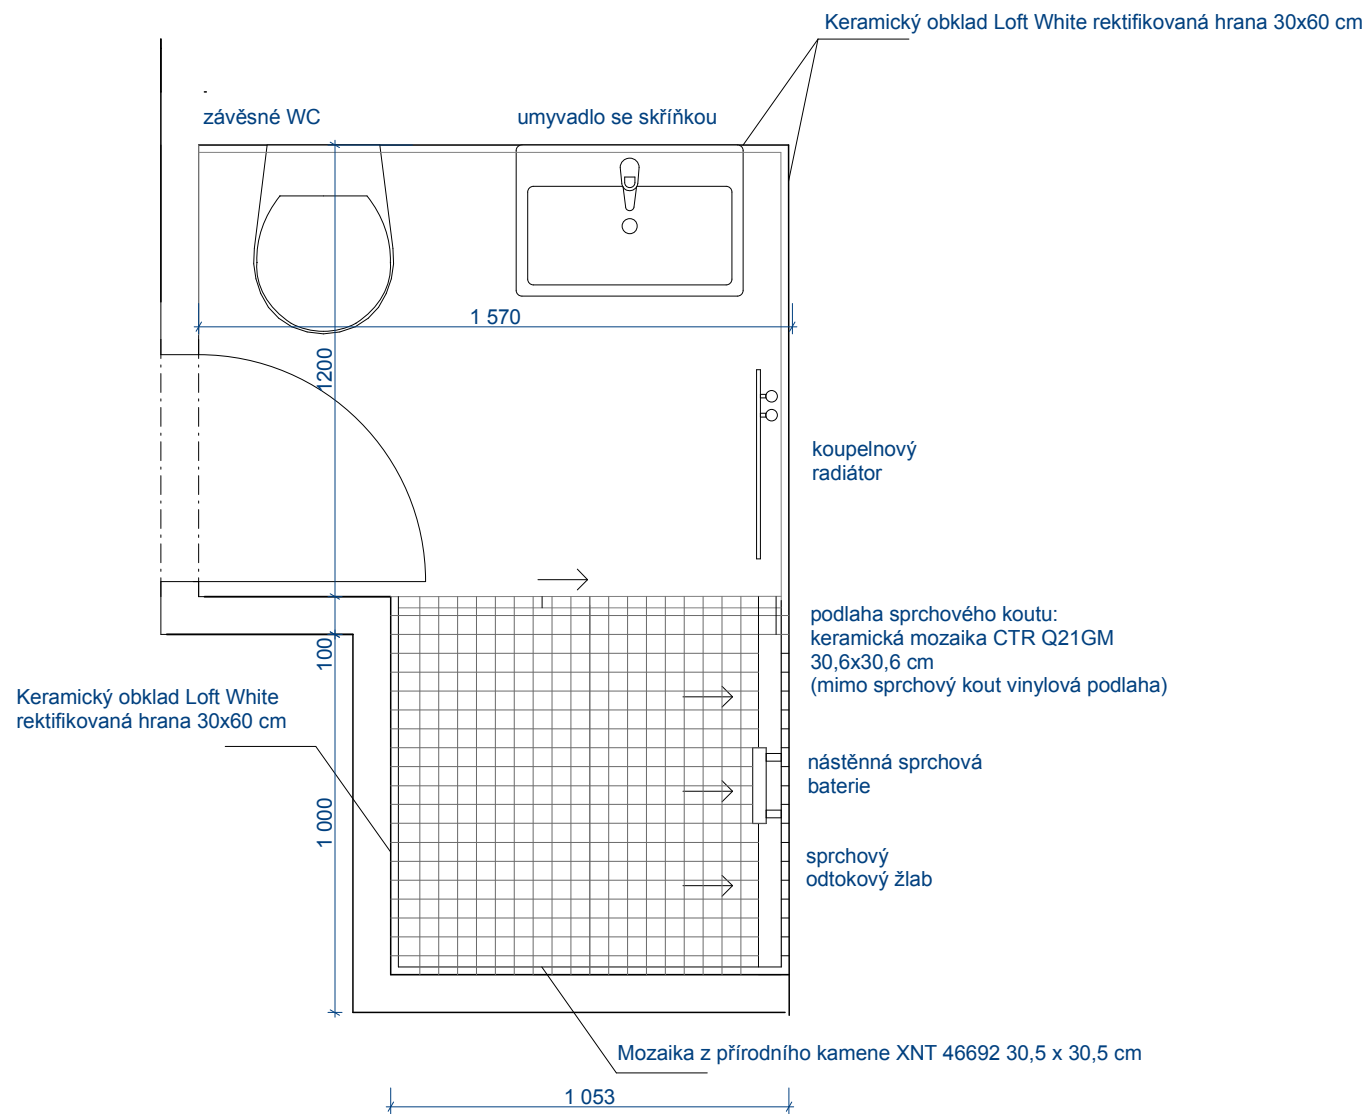 Keramický obklad Loft White rektifikovaná hrana 30x60 cm
závěsné WC
umyvadlo se skříňkou
1 570
1200
koupelnový
radiátor
podlaha sprchového koutu:
keramická mozaika CTR Q21GM
30,6x30,6 cm
(mimo sprchový kout vinylová podlaha)
100
Keramický obklad Loft White
rektifikovaná hrana 30x60 cm
nástěnná sprchová
baterie
1 000
sprchový
odtokový žlab
Mozaika z přírodního kamene XNT 46692 30,5 x 30,5 cm
1 053